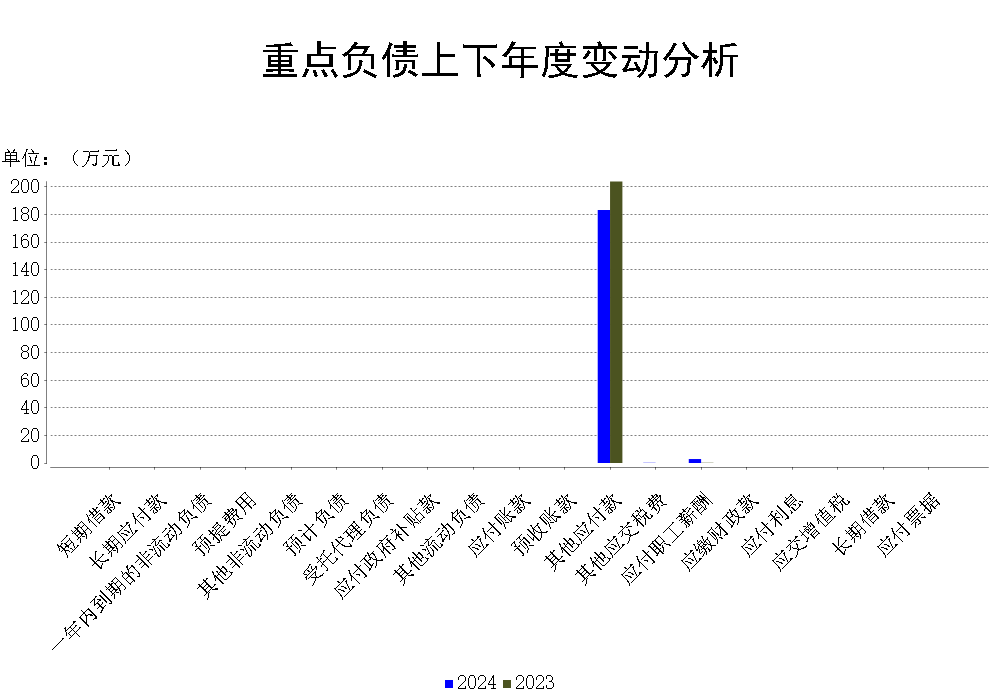 重点负债上下年度变动分析
单位：（万元）
200
180
160
140
120
100
80
60
40
20
0
短期借款
长期应付款
一年内到期的非流动负债
预提费用
其他非流动负债
预计负债
受托代理负债
应付政府补贴款
其他流动负债
应付账款
预收账款
其他应付款
其他应交税费
应付职工薪酬
应缴财政款
应付利息
应交增值税
长期借款
应付票据
2024 2023